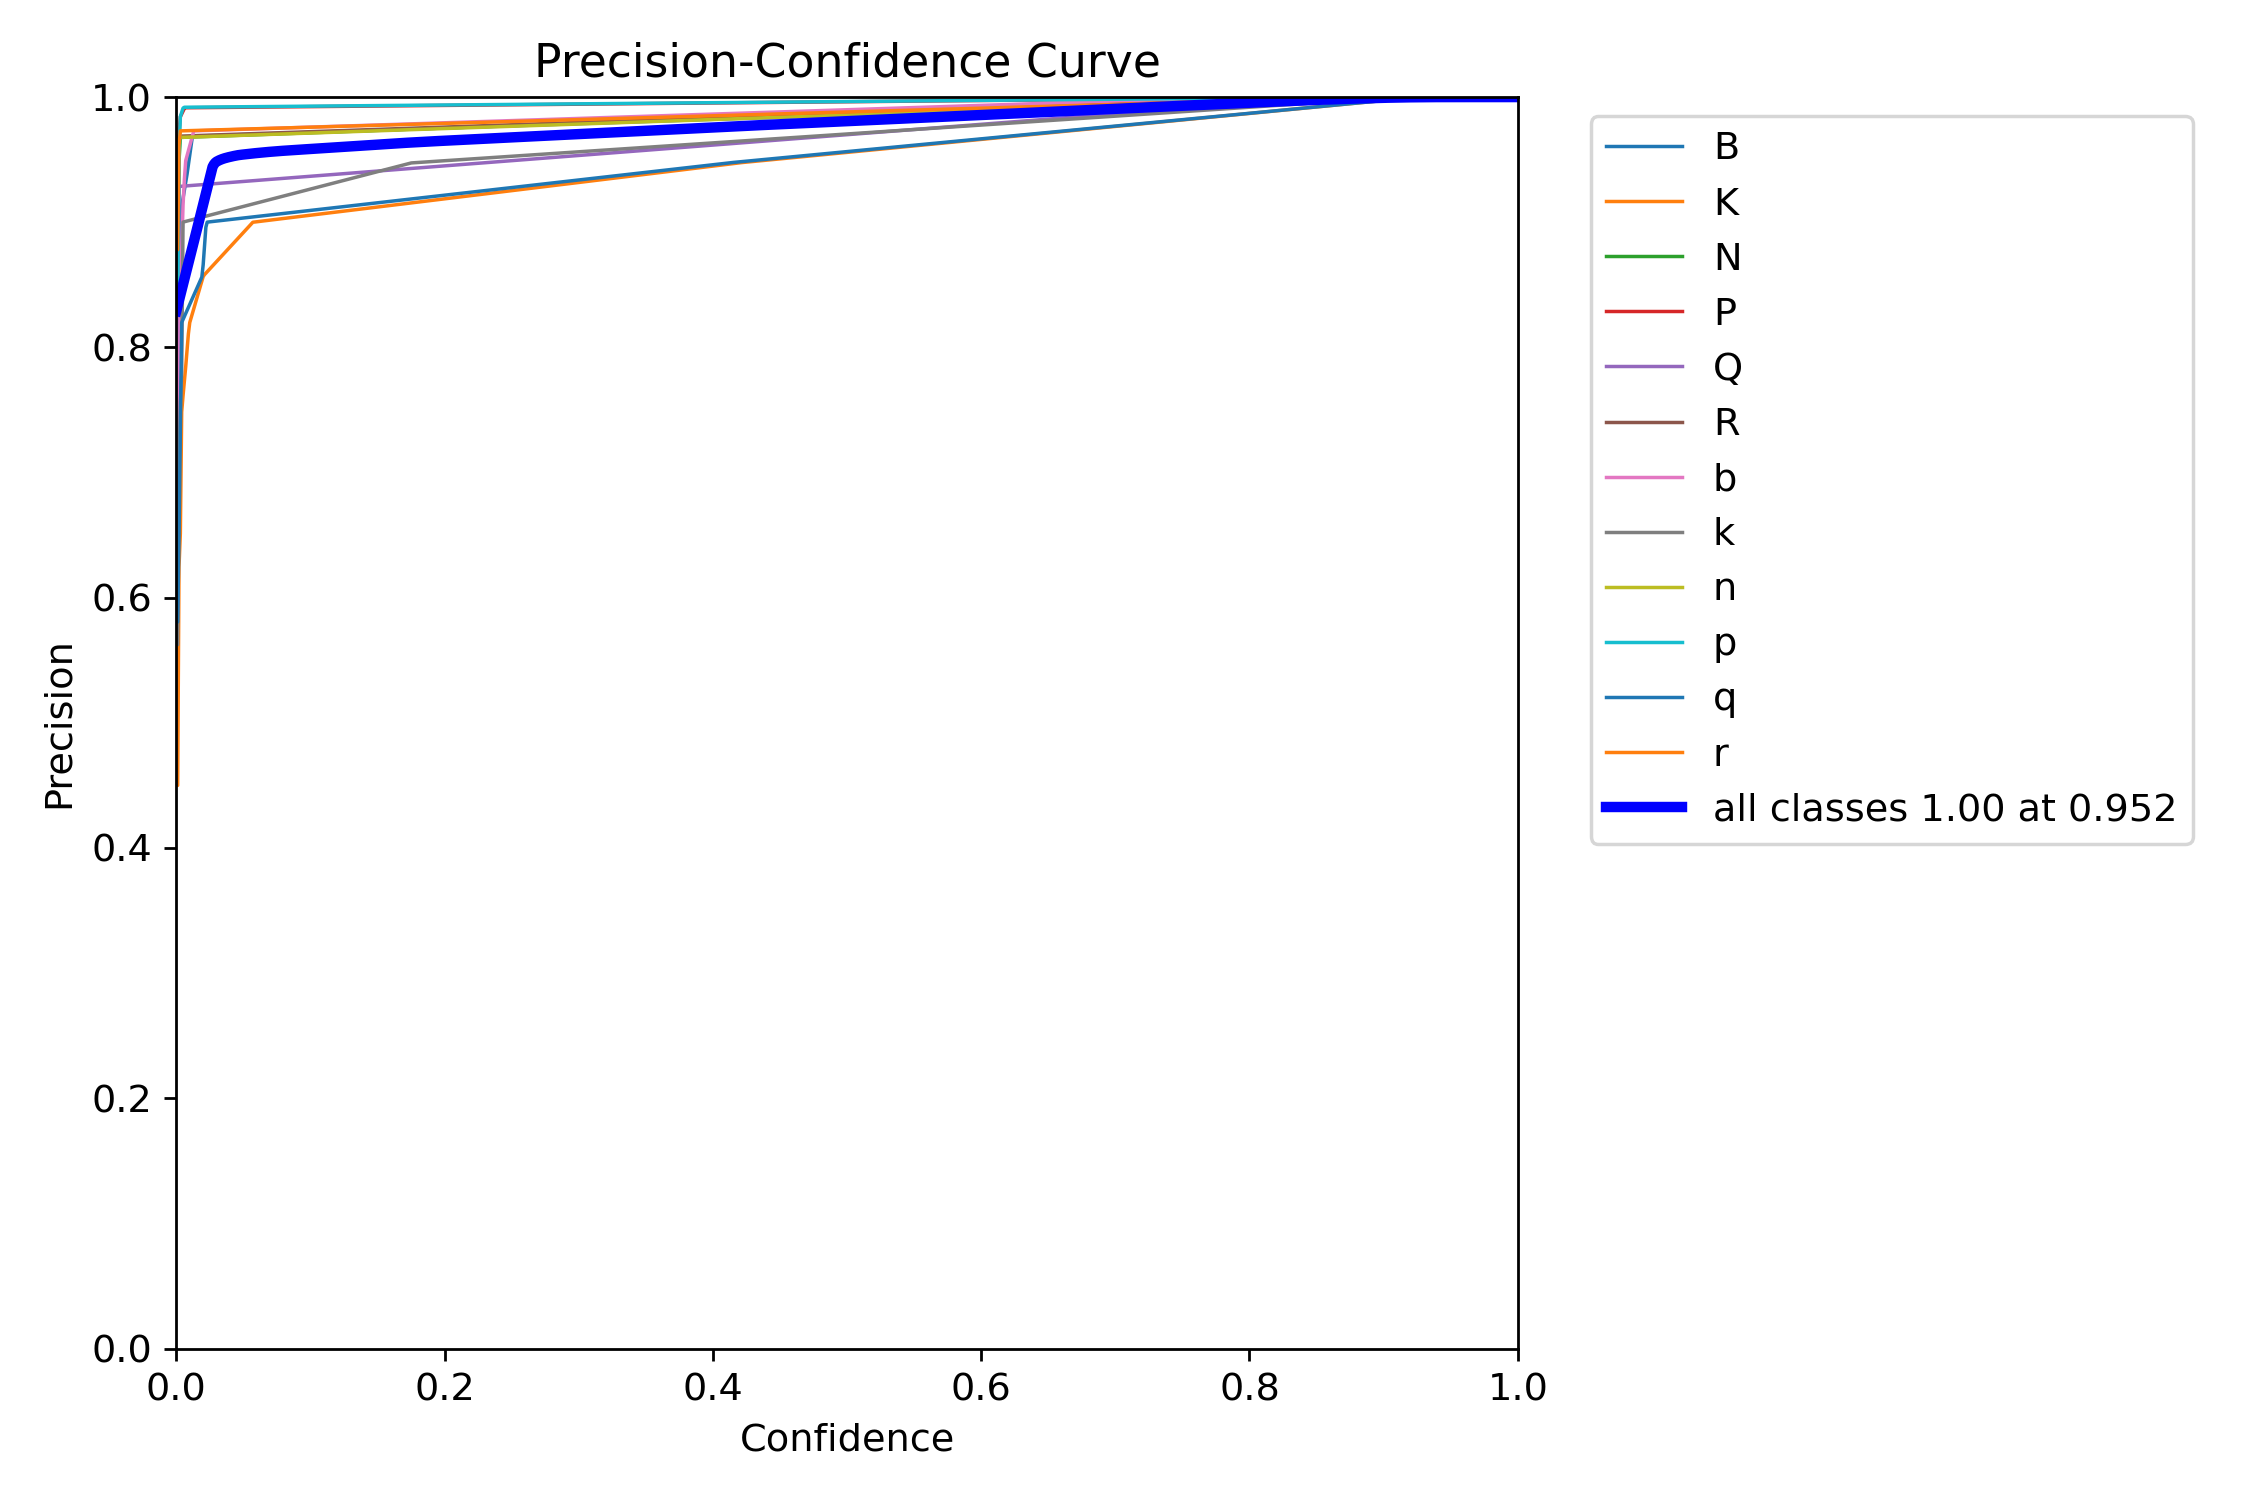 Precision-Confidence Curve
1.0
0.8
0.6
0.4
0.2
0.0
Precision
0.0 0.2 0.4 0.6 0.8 1.0
Confidence
B
K
N
P
Q
R
b
k
n
p
q
r
all classes 1.00 at 0.952